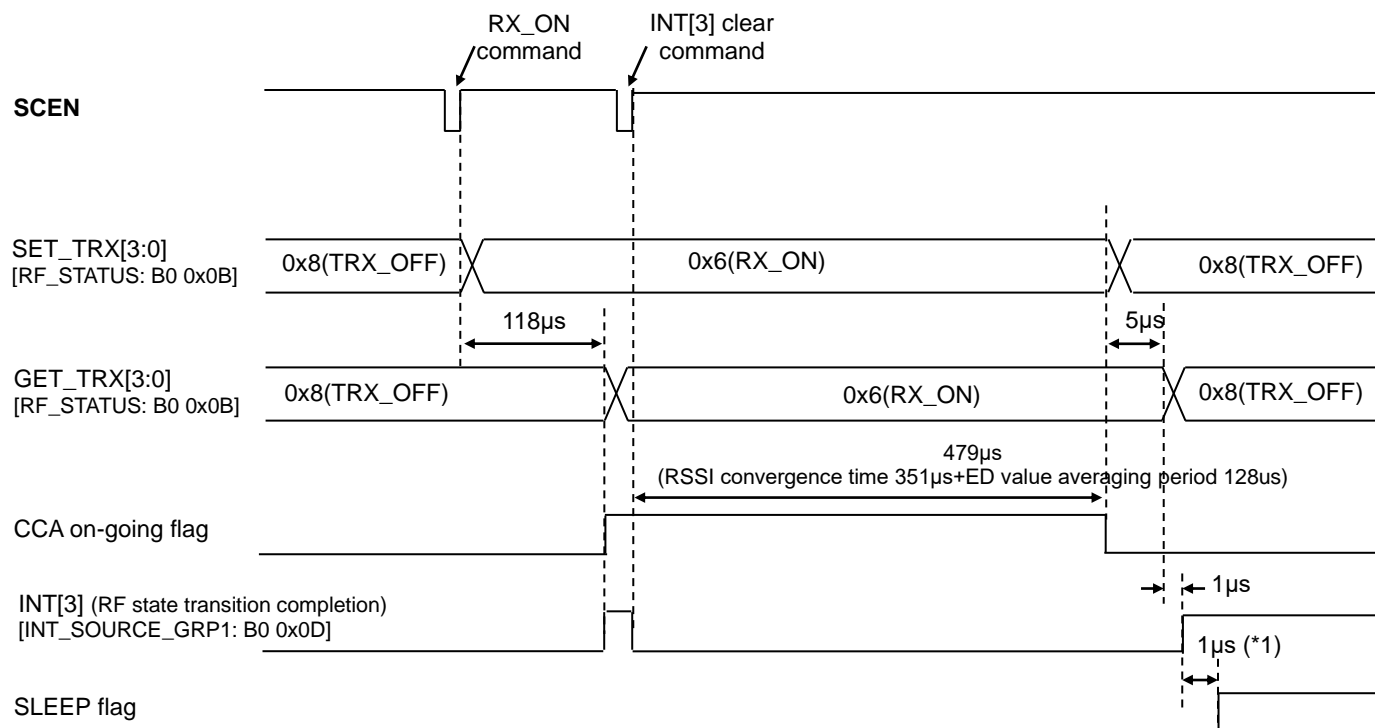 RX_ON
command
INT[3] clear
command
SCEN
SET_TRX[3:0]
[RF_STATUS: B0 0x0B]
0x8(TRX_OFF)
0x6(RX_ON)
0x8(TRX_OFF)
118µs
5µs
GET_TRX[3:0]
[RF_STATUS: B0 0x0B]
0x8(TRX_OFF)
0x6(RX_ON)
0x8(TRX_OFF)
479µs
(RSSI convergence time 351µs+ED value averaging period 128us)
CCA on-going flag
INT[3] (RF state transition completion)
[INT_SOURCE_GRP1: B0 0x0D]
1µs
1µs (*1)
SLEEP flag